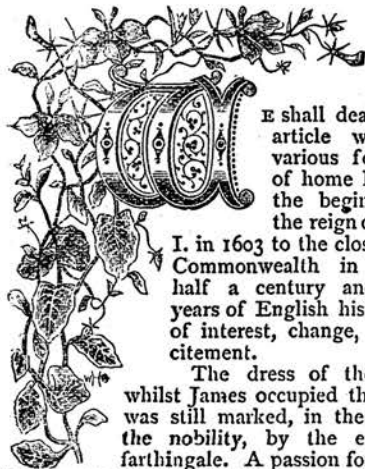 WE shall dea
article w
various fe
of home l
the begin
the reign o
I. in 1603 to the clos
Commonwealth in
half a century an
years of English his
of interest, change,
citement.
The dress of the
whilst James occupied th
was still marked, in the
the nobility, by the e
farthingale. A passion fo